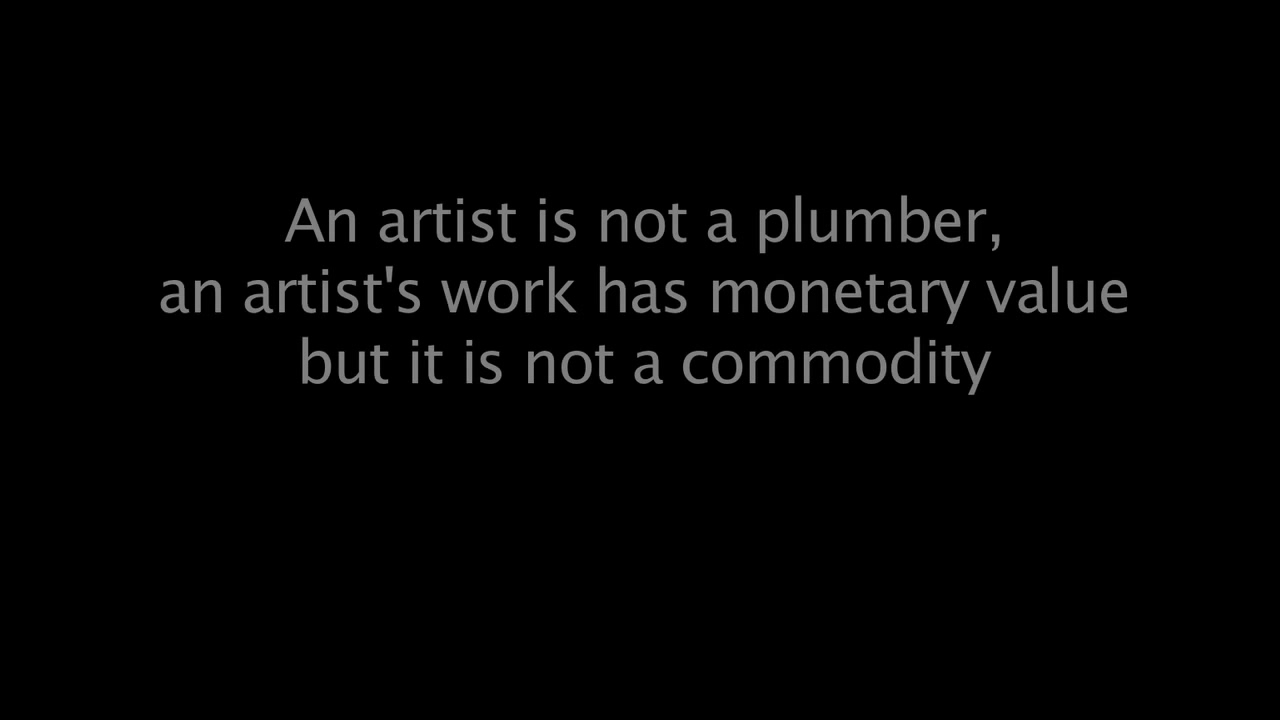 An artist is not a plumber,
an artist's work has monetary value
but it is not a commodity